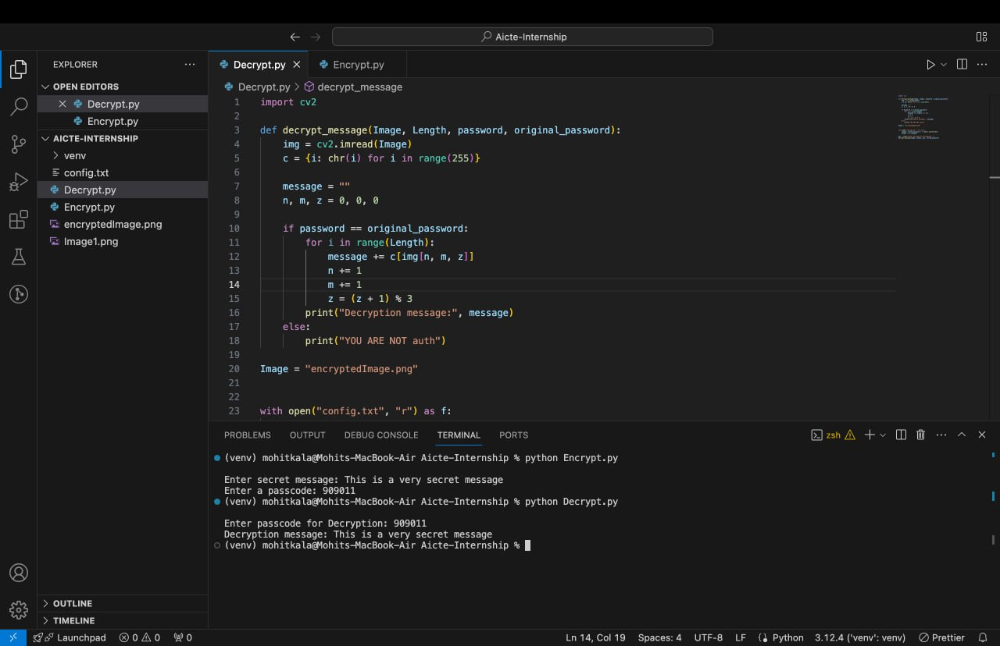 Aicte-Internship
EXPLORER
OPEN EDITORS
Decrypt.py
Encrypt.py
AICTE-INTERNSHIP
venv
config.txt
Decrypt.py
Encrypt.py
encryptedImage.png
Image1.png
OUTLINE
TIMELINE
Decrypt.py
Encrypt.py
Decrypt.py > decrypt_message
1 import cv2
2
3 def decrypt_message(Image, Length, password, original_password):
4 img = cv2.imread(Image)
5 c = {i: chr(i) for i in range(255)}
6
7 message = ""
8 n, m, z = 0, 0, 0
9
10 if password == original_password:
11 for i in range(Length):
12 message += c[img[n, m, z]]
13 n += 1
14 m += 1
15 z = (z + 1) % 3
16 print("Decryption message:", message)
17 else:
18 print("YOU ARE NOT auth")
19
20 Image = "encryptedImage.png"
21
22
23 with open("config.txt", "r") as f:
PROBLEMS OUTPUT DEBUG CONSOLE TERMINAL PORTS
zsh
(venv) mohitkala@Mohits-MacBook-Air Aicte-Internship % python Encrypt.py
Enter secret message: This is a very secret message
Enter a passcode: 909011
(venv) mohitkala@Mohits-MacBook-Air Aicte-Internship % python Decrypt.py
Enter passcode for Decryption: 909011
Decryption message: This is a very secret message
(venv) mohitkala@Mohits-MacBook-Air Aicte-Internship %
Launchpad 0 0 0 Ln 14, Col 19 Spaces: 4 UTF-8 LF Python 3.12.4 ('venv': venv) Prettier